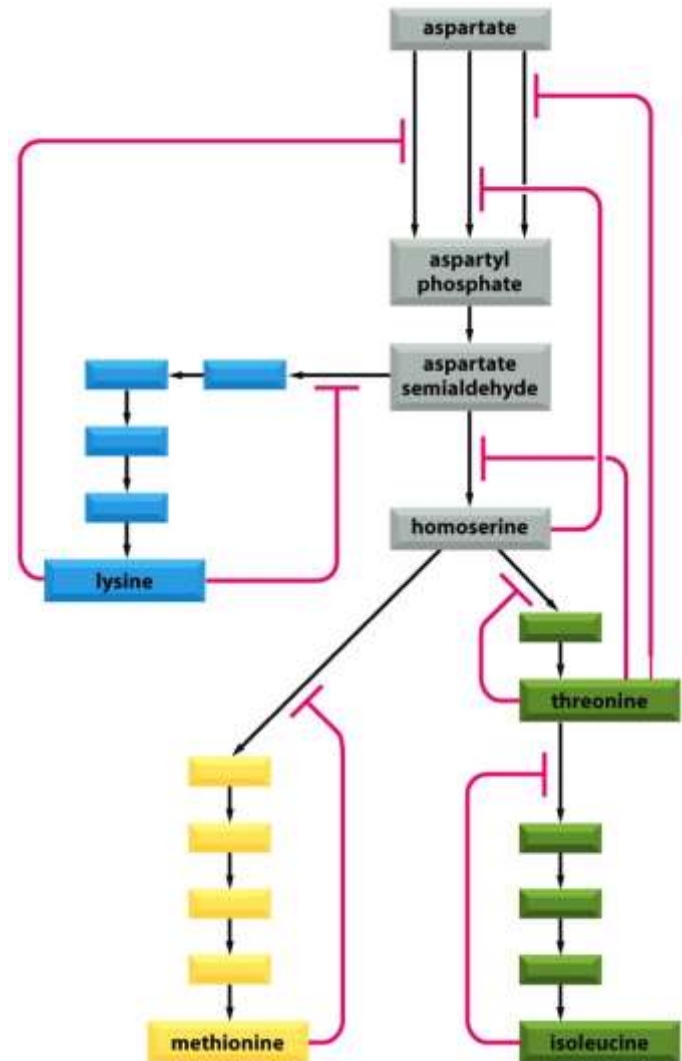 aspartate
aspartyl
phosphate
aspartate
semialdehyde
homoserine
lysine
threonine
methionine
isoleucine